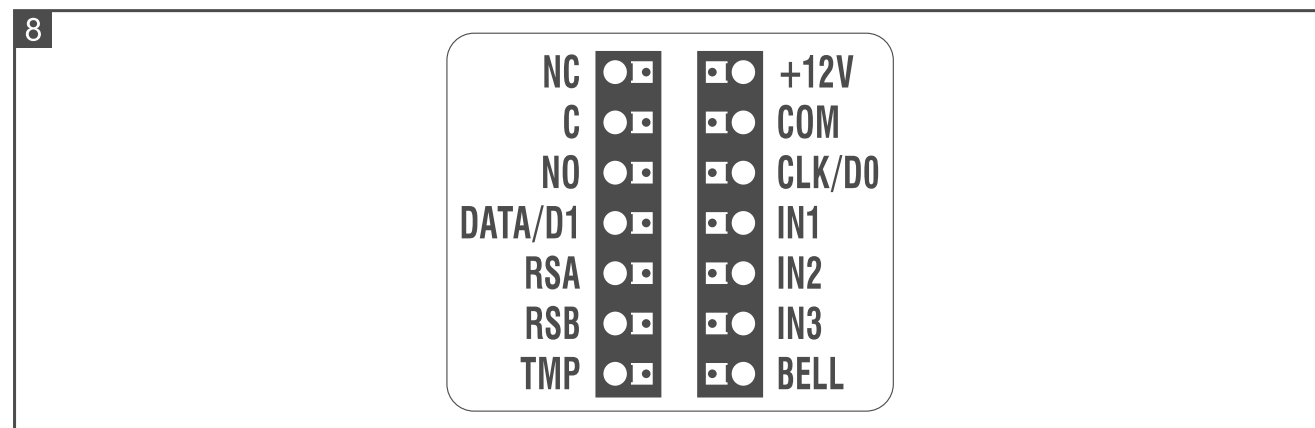 8
NC +12V
C COM
NO CLK/D0
DATA/D1 IN1
RSA IN2
RSB IN3
TMP BELL